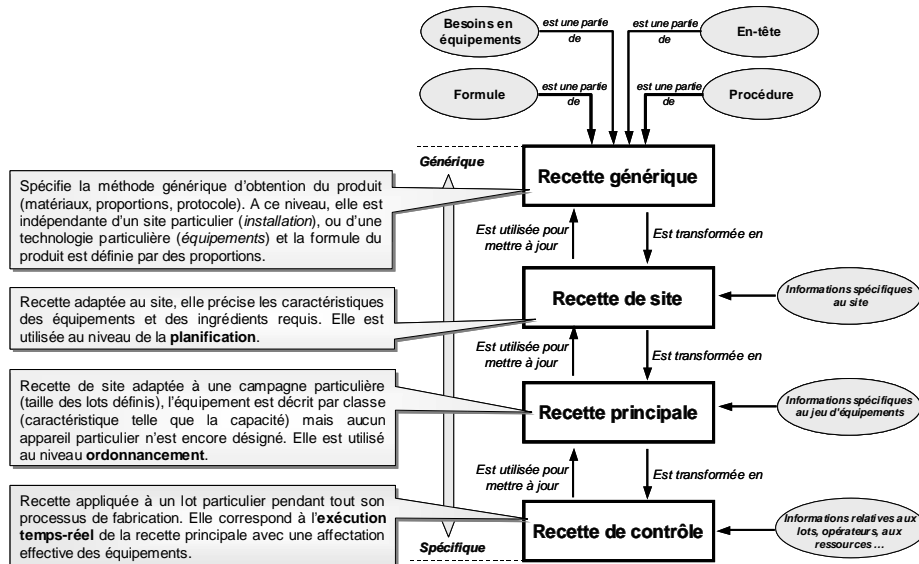 Besoins en
équipements
est une partie
de
est une partie
de
En-tête
Formule
est une partie
de
est une partie
de
Procédure
Générique
Recette générique
Spécifie la méthode générique d'obtention du produit
(matériaux, proportions, protocole). A ce niveau, elle est
indépendante d'un site particulier (installation), ou d'une
technologie particulière (équipements) et la formule du
produit est définie par des proportions.
Est utilisée pour
mettre à jour
Est transformée en
Recette adaptée au site, elle précise les caractéristiques
des équipements et des ingrédients requis. Elle est
utilisée au niveau de la planification.
Recette de site
Informations spécifiques
au site
Est utilisée pour
mettre à jour
Est transformée en
Recette de site adaptée à une campagne particulière
(taille des lots définis), l'équipement est décrit par classe
(caractéristique telle que la capacité) mais aucun
appareil particulier n'est encore désigné. Elle est utilisé
au niveau ordonnancement.
Recette principale
Informations spécifiques
au jeu d'équipements
Est utilisée pour
mettre à jour
Est transformée en
Recette appliquée à un lot particulier pendant tout son
processus de fabrication. Elle correspond à l'exécution
temps-réel de la recette principale avec une affectation
effective des équipements.
Spécifique
Recette de contrôle
Informations relatives aux
lots, opérateurs, aux
ressources ...